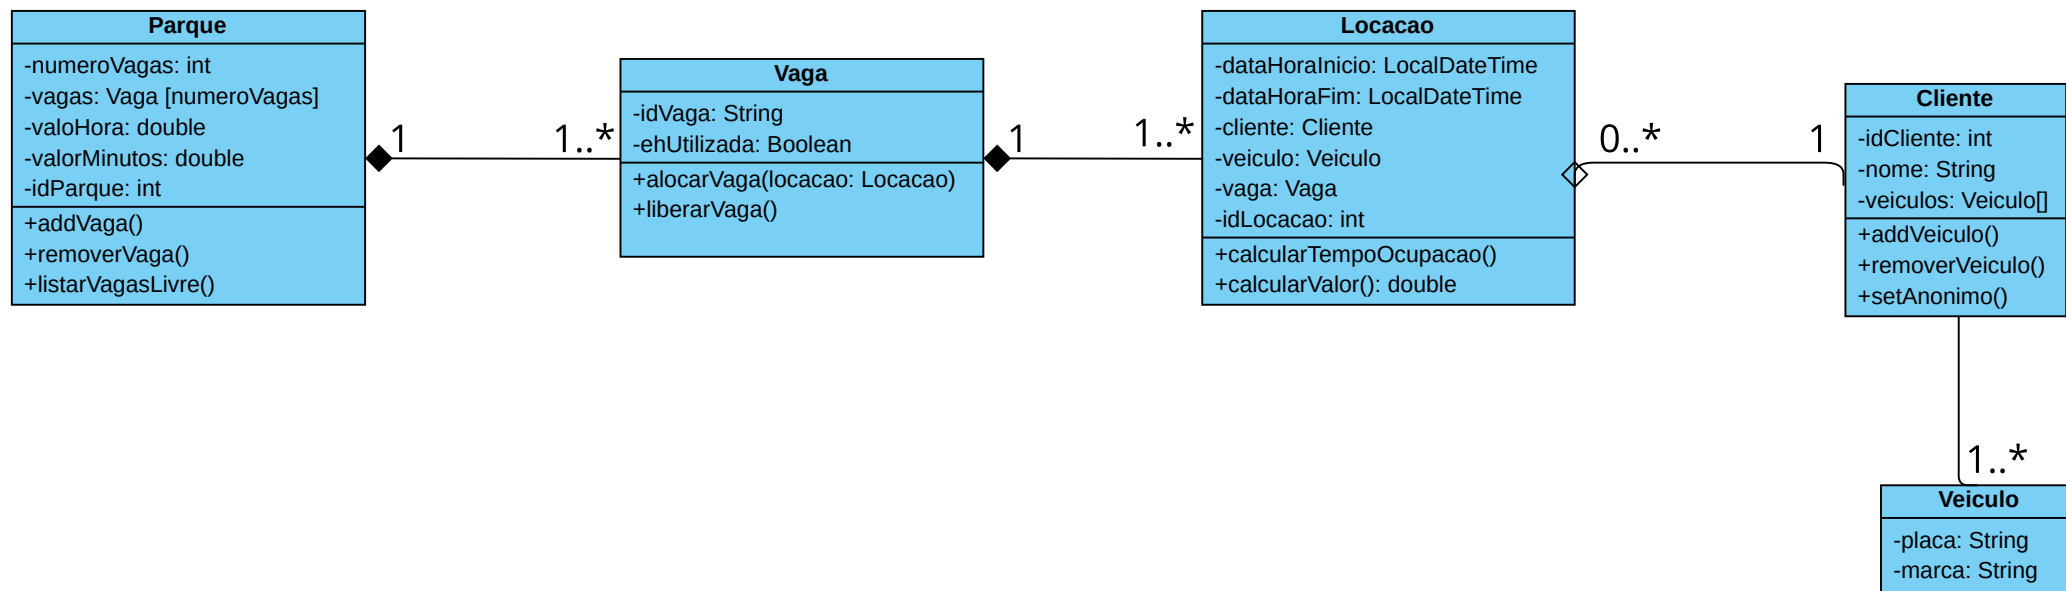 Parque
-numeroVagas: int
-vagas: Vaga [numeroVagas]
-valoHora: double
-valorMinutos: double
-idParque: int
+addVaga()
+removerVaga()
+listarVagasLivre()
1
1..*
Vaga
-idVaga: String
-ehUtilizada: Boolean
+alocarVaga(locacao: Locacao)
+liberarVaga()
1
1..*
Locacao
-dataHoraInicio: LocalDateTime
-dataHoraFim: LocalDateTime
-cliente: Cliente
-veiculo: Veiculo
-vaga: Vaga
-idLocacao: int
+calcularTempoOcupacao()
+calcularValor(): double
0..*
1
Cliente
-idCliente: int
-nome: String
-veiculos: Veiculo[]
+addVeiculo()
+removerVeiculo()
+setAnonimo()
1..*
Veiculo
-placa: String
-marca: String